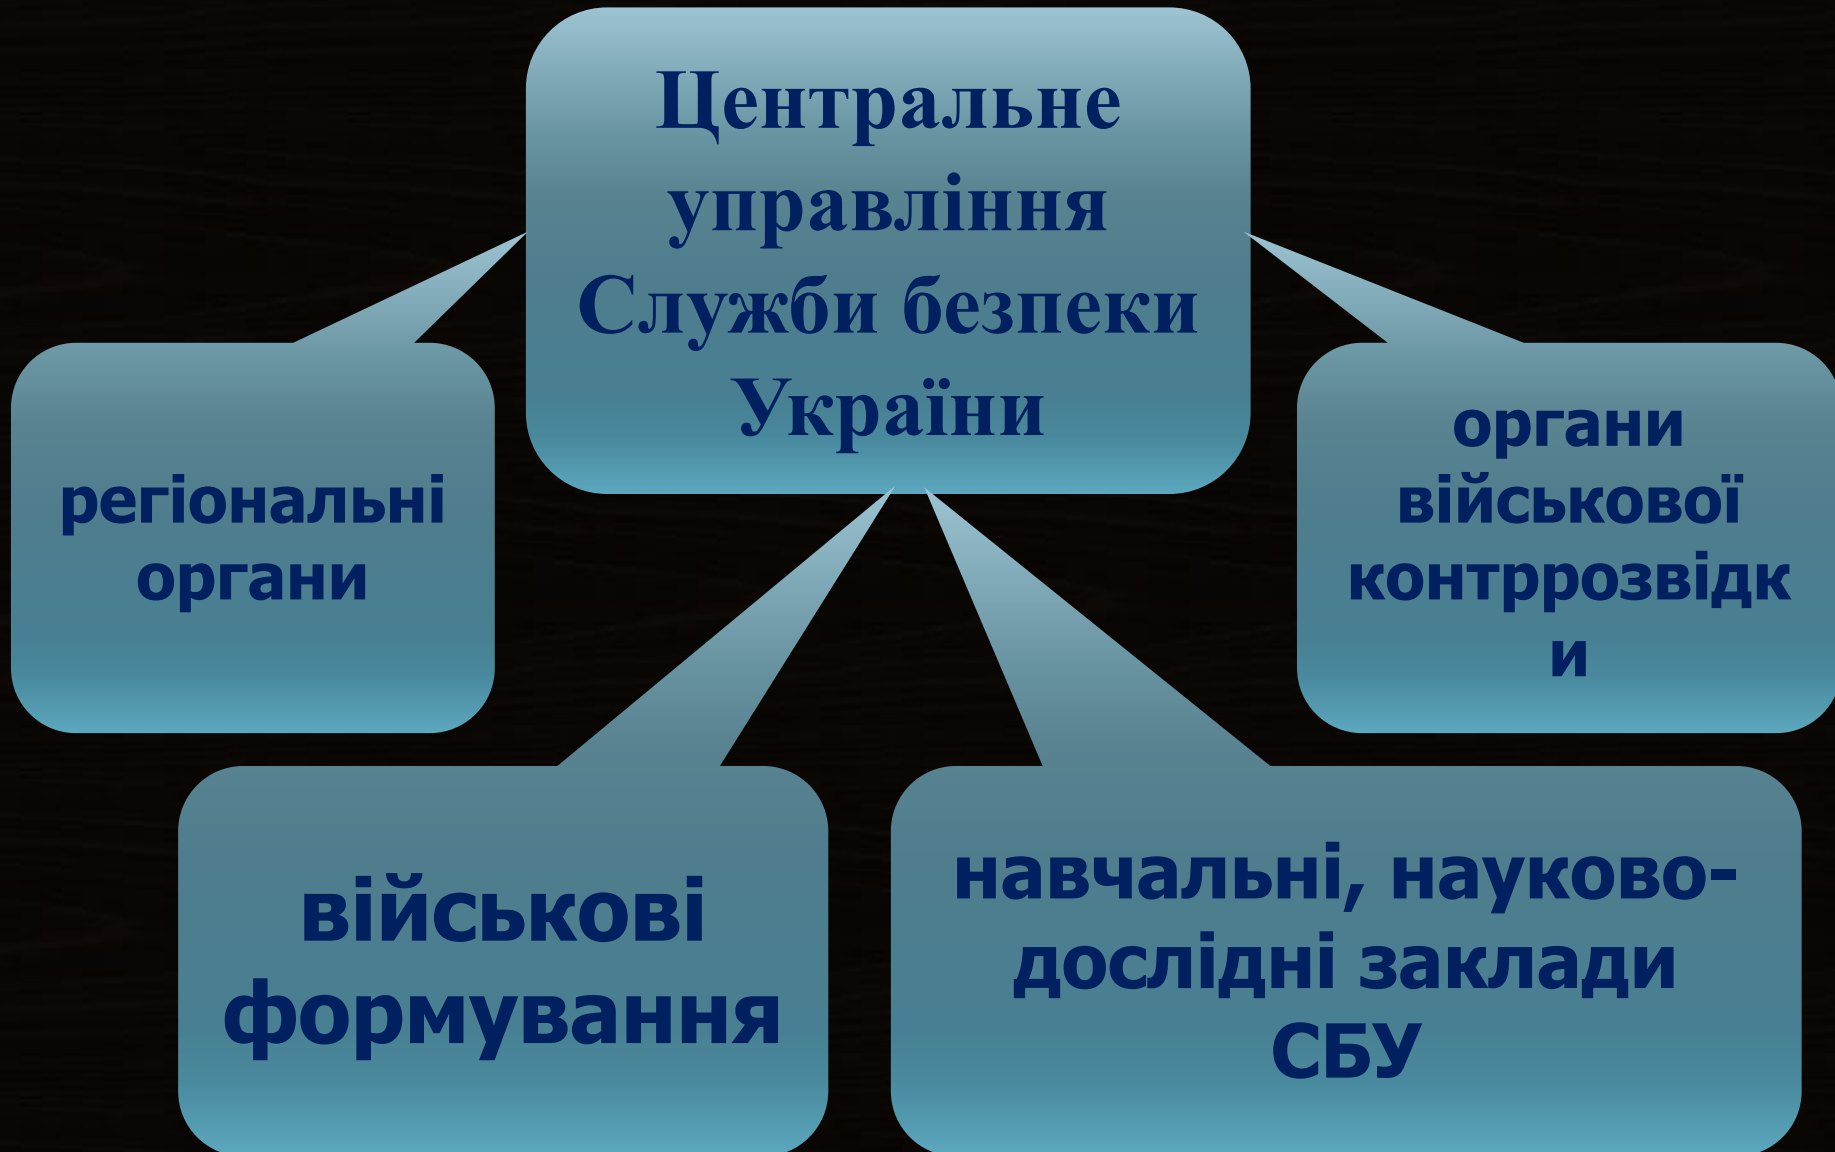 Центральне
управління
Служби безпеки
України
регіональні
органи
органи
військової
контррозвідк
и
військові
формування
навчальні, науково-
дослідні заклади
СБУ